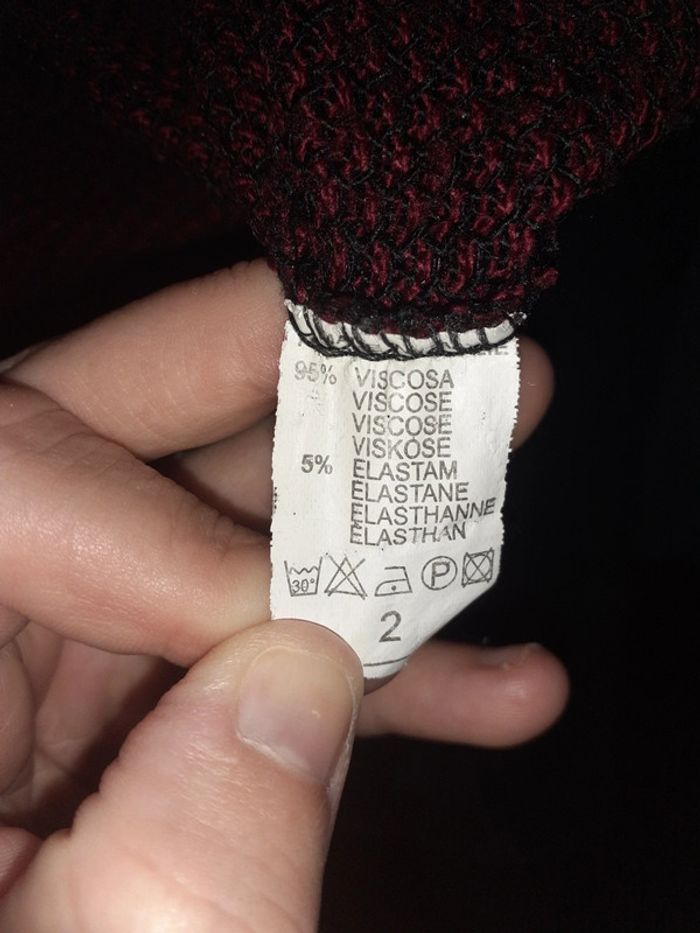 95% VISCOSA
VISCOSE
VISCOSE
VISKOSE
5% ELASTAM
ELASTANE
ELASTHANNE
ELASTHAN
30°
P
2